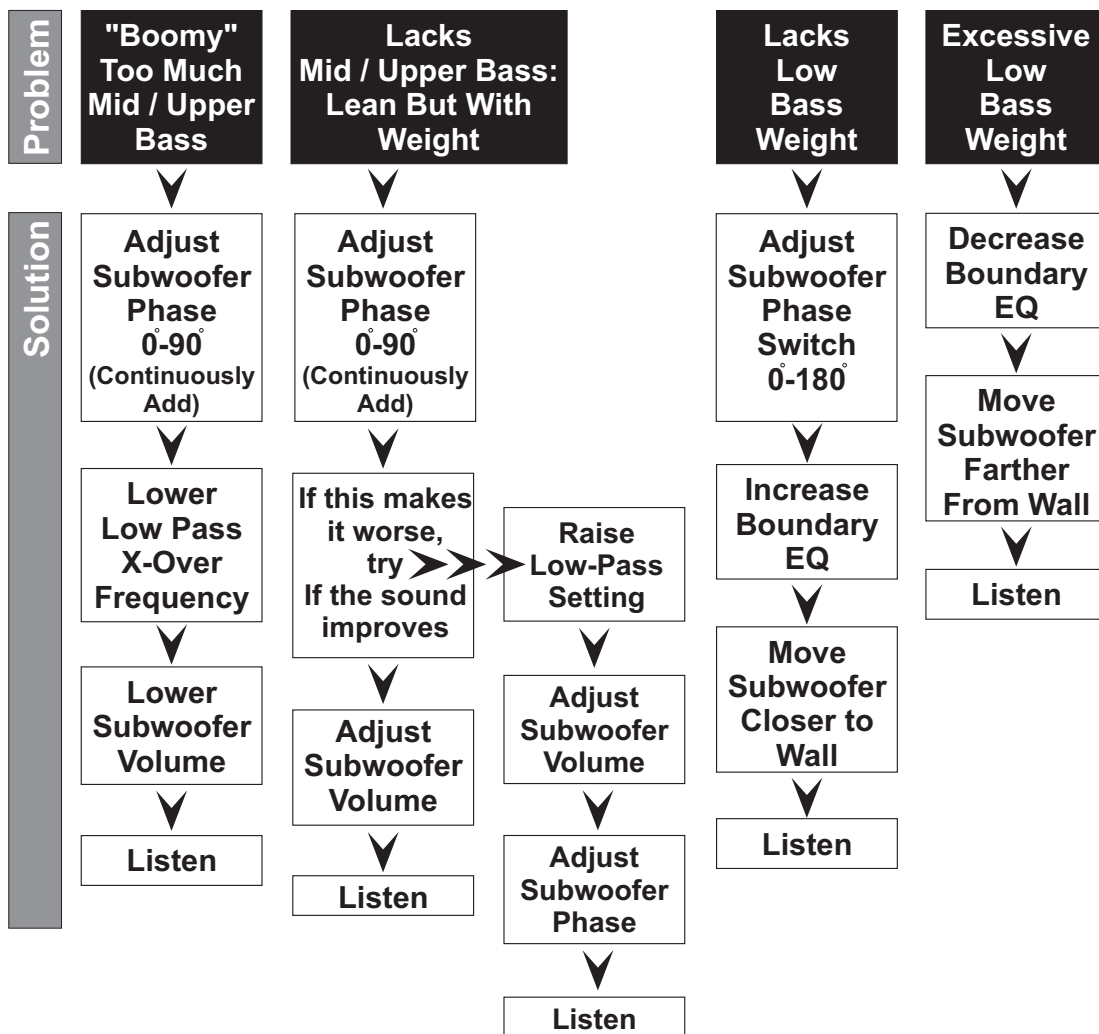 Problem
"Boomy"
Too Much
Mid / Upper
Bass
Lacks
Mid / Upper Bass:
Lean But With
Weight
Lacks
Low
Bass
Weight
Excessive
Low
Bass
Weight
Solution
Adjust
Subwoofer
Phase
0°-90°
(Continuously
Add)
Lower
Low Pass
X-Over
Frequency
Lower
Subwoofer
Volume
Listen
Adjust
Subwoofer
Phase
0°-90°
(Continuously
Add)
If this makes
it worse,
try
If the sound
improves
Adjust
Subwoofer
Volume
Listen
Raise
Low-Pass
Setting
Adjust
Subwoofer
Volume
Adjust
Subwoofer
Phase
Listen
Adjust
Subwoofer
Phase
Switch
0°-180°
Increase
Boundary
EQ
Move
Subwoofer
Closer to
Wall
Listen
Decrease
Boundary
EQ
Move
Subwoofer
Farther
From Wall
Listen